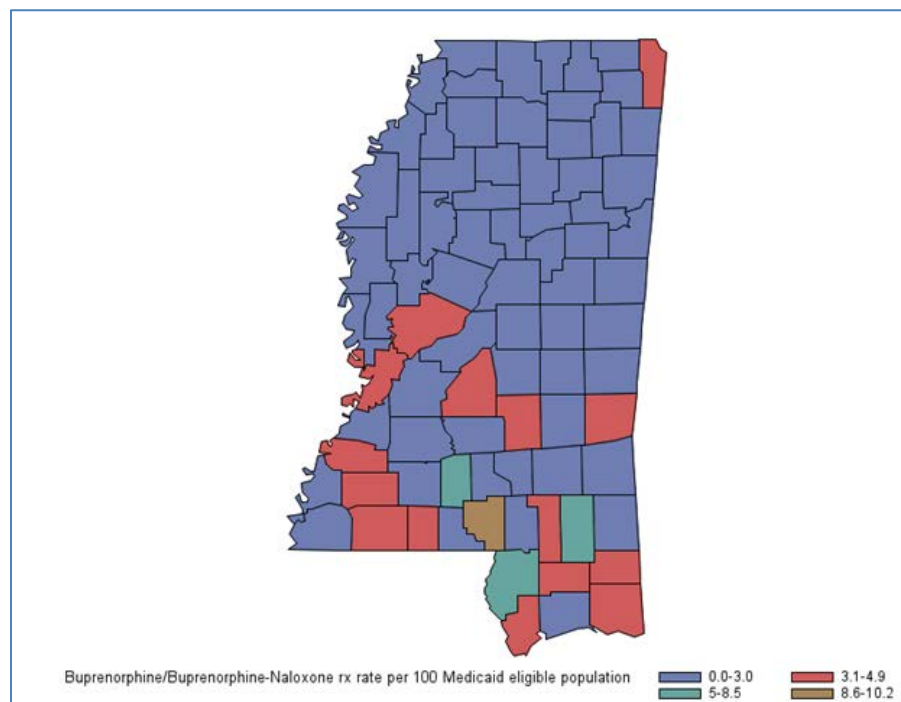 Buprenorphine/Buprenorphine-Naloxone rx rate per 100 Medicaid eligible population
0.0-3.0
3.1-4.9
5-8.5
8.6-10.2